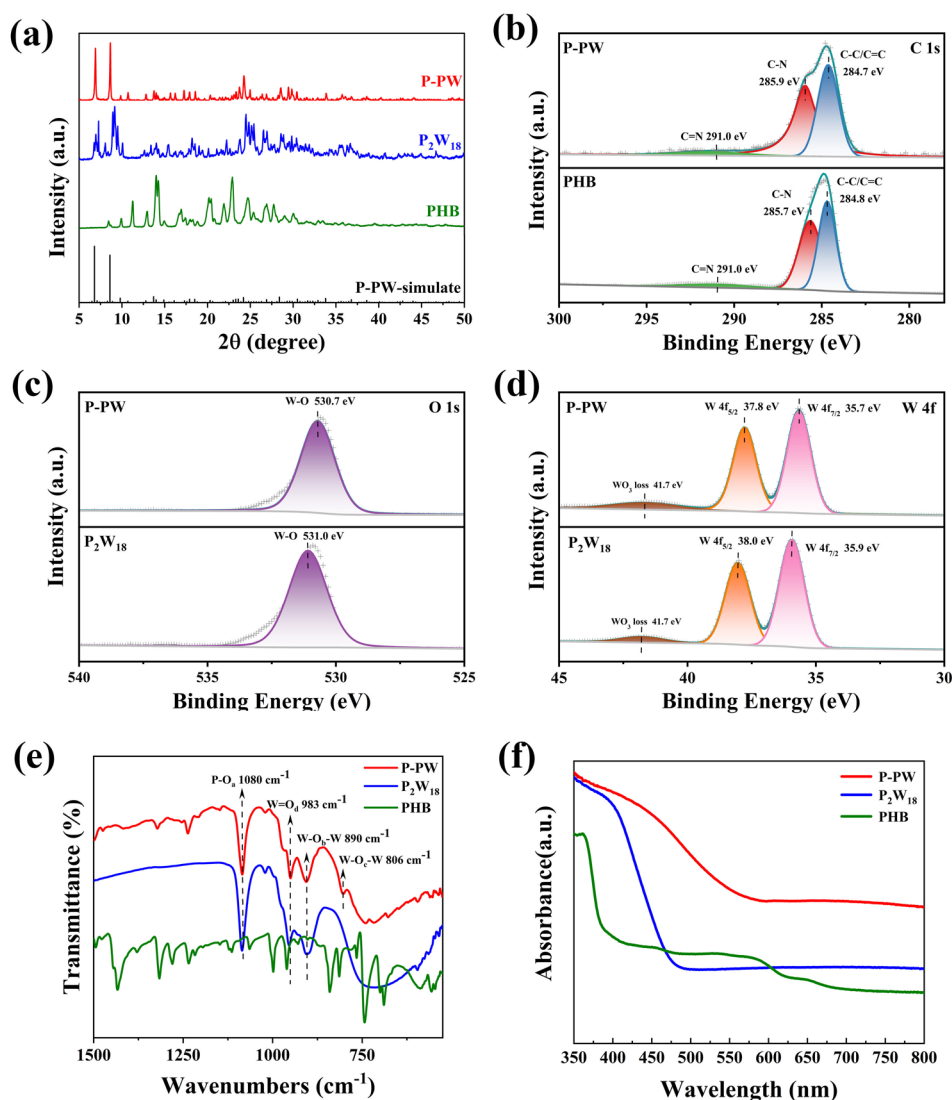 (a)
P-PW
P₂W₁₈
PHB
P-PW-simulate
Intensity (a.u.)
5 10 15 20 25 30 35 40 45 50
2θ (degree)
(b)
P-PW
C 1s
C-N
285.9 eV
C-C/C=C
284.7 eV
C=N 291.0 eV
PHB
C-N
285.7 eV
C-C/C=C
284.8 eV
C=N 291.0 eV
Intensity (a.u.)
300 295 290 285 280
Binding Energy (eV)
(c)
P-PW
O 1s
W-O 530.7 eV
P₂W₁₈
W-O 531.0 eV
Intensity (a.u.)
540 535 530 525
Binding Energy (eV)
(d)
P-PW
W 4f
W 4f₅/₂ 37.8 eV
W 4f₇/₂ 35.7 eV
WO₃ loss 41.7 eV
P₂W₁₈
W 4f₅/₂ 38.0 eV
W 4f₇/₂ 35.9 eV
WO₃ loss 41.7 eV
Intensity (a.u.)
45 40 35 30
Binding Energy (eV)
(e)
P-Oₐ 1080 cm⁻¹
W=O_d 983 cm⁻¹
W-O_b-W 890 cm⁻¹
W-O_c-W 806 cm⁻¹
P-PW
P₂W₁₈
PHB
Transmittance (%)
1500 1250 1000 750
Wavenumbers (cm⁻¹)
(f)
P-PW
P₂W₁₈
PHB
Absorbance(a.u.)
350 400 450 500 550 600 650 700 750 800
Wavelength (nm)